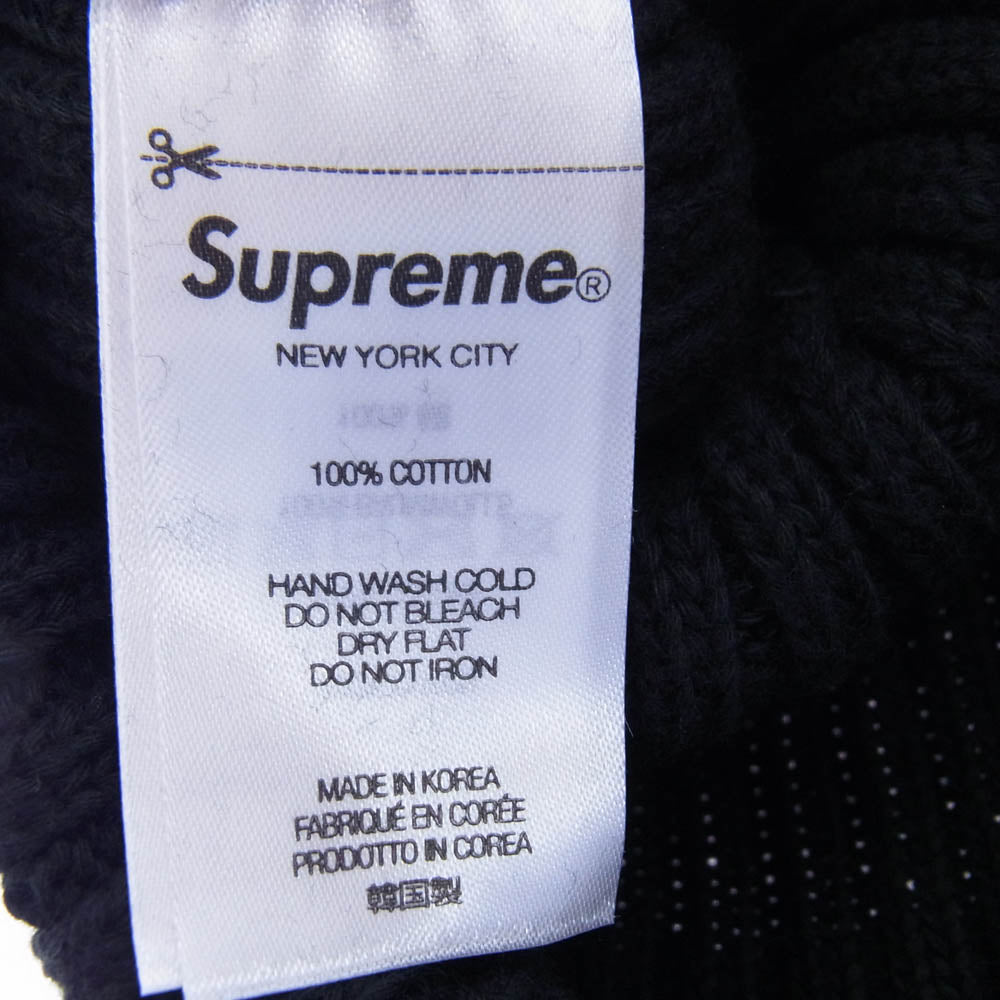 Supreme®
NEW YORK CITY
100% COTTON
HAND WASH COLD
DO NOT BLEACH
DRY FLAT
DO NOT IRON
MADE IN KOREA
FABRIQUÉ EN CORÉE
PRODOTTO IN COREA
韓国製